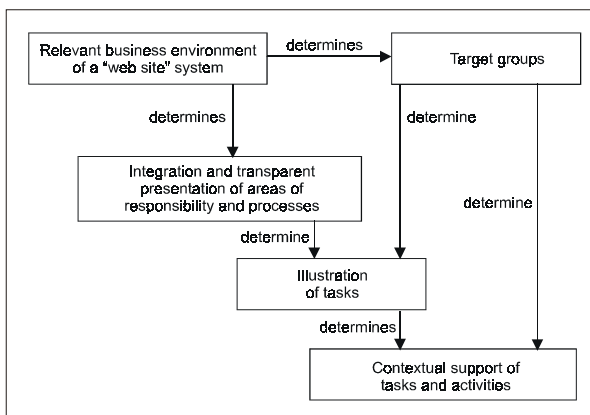 Relevant business environment
of a "web site" system
determines
Target groups
determines
determine
Integration and transparent
presentation of areas of
responsibility and processes
determine
determine
Illustration
of tasks
determines
Contextual support of
tasks and activities